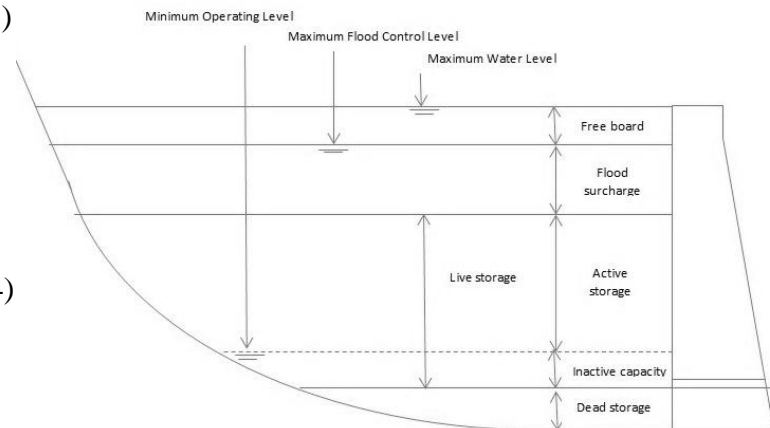 )
Minimum Operating Level
Maximum Flood Control Level
Maximum Water Level
Free board
Flood
surcharge
Live storage
Active
storage
Inactive capacity
Dead storage
)